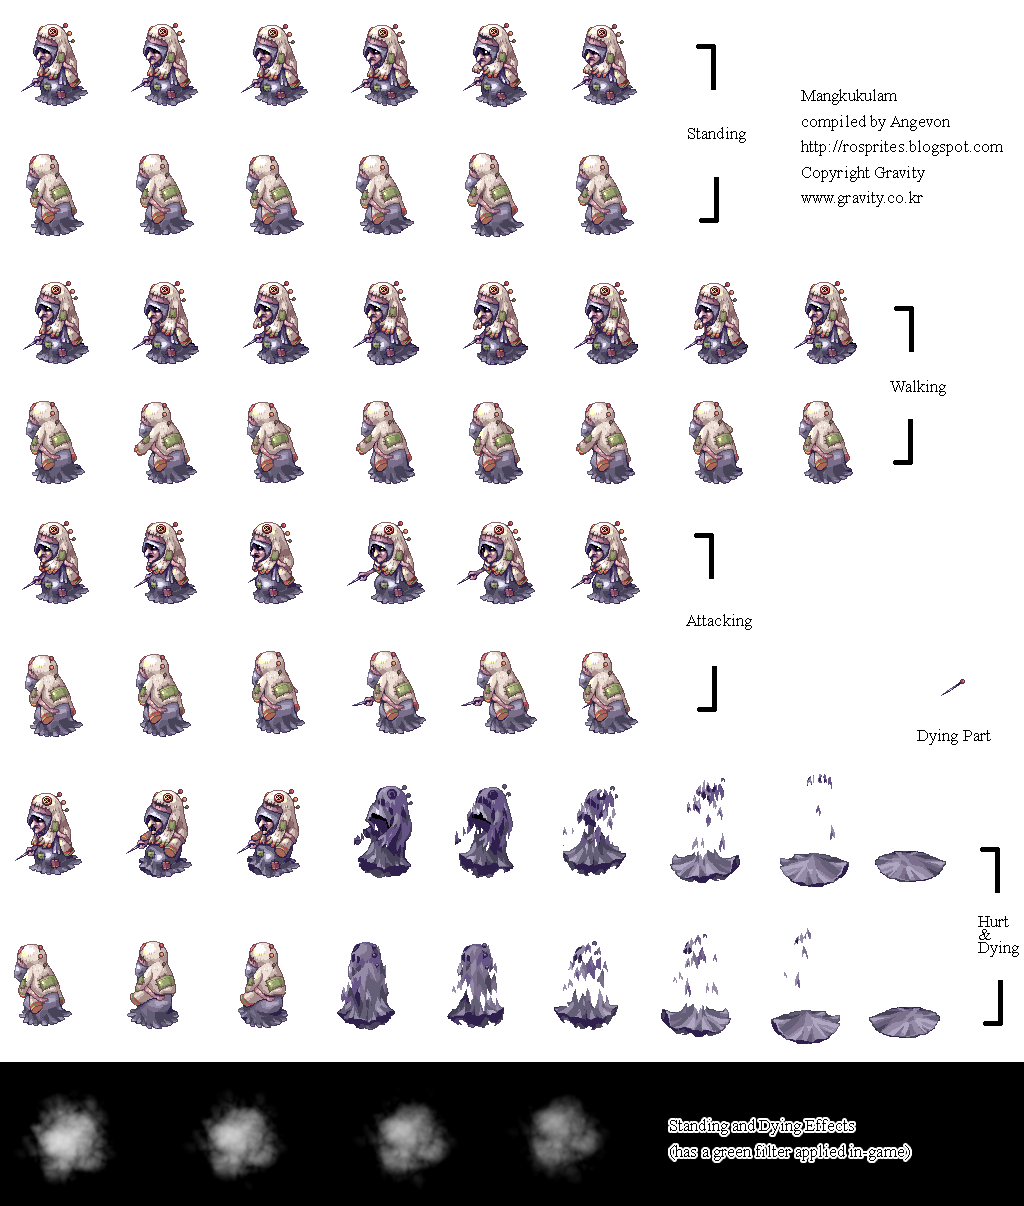 Mangkukulam
compiled by Angevon
http://rosprites.blogspot.com
Copyright Gravity
www.gravity.co.kr
Standing
Walking
Attacking
Dying Part
Hurt
&
Dying
Standing and Dying Effects
(has a green filter applied in-game)